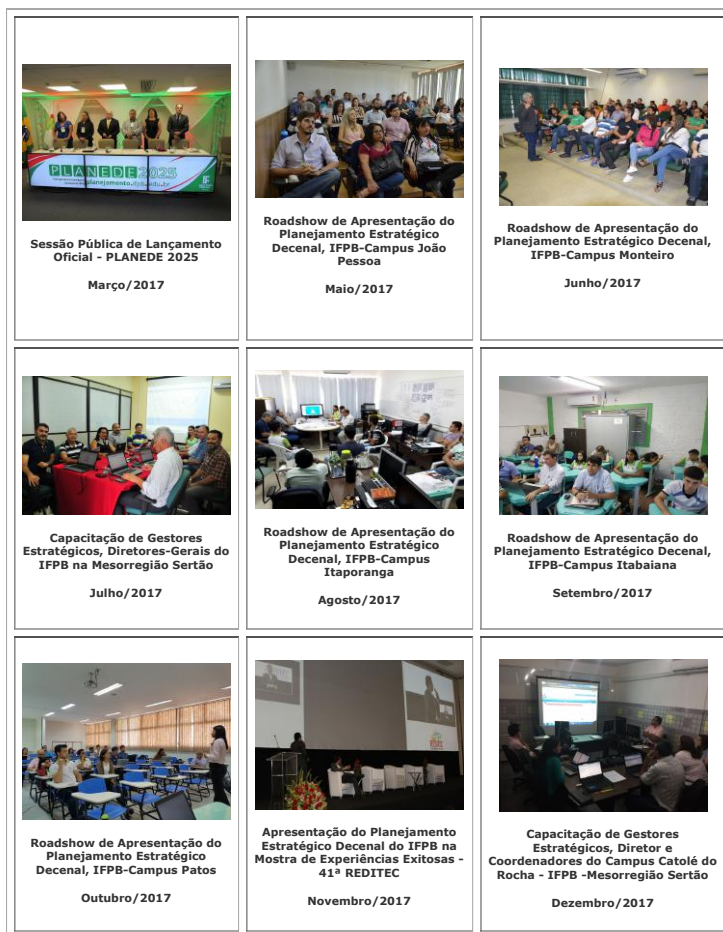 PLANEDE 2025
planejamento.ifpb.edu.br
Sessão Pública de Lançamento
Oficial - PLANEDE 2025
Março/2017
Roadshow de Apresentação do
Planejamento Estratégico
Decenal, IFPB-Campus João
Pessoa
Maio/2017
Roadshow de Apresentação do
Planejamento Estratégico Decenal,
IFPB-Campus Monteiro
Junho/2017
Capacitação de Gestores
Estratégicos, Diretores-Gerais do
IFPB na Mesorregião Sertão
Julho/2017
Roadshow de Apresentação do
Planejamento Estratégico
Decenal, IFPB-Campus
Itaporanga
Agosto/2017
Roadshow de Apresentação do
Planejamento Estratégico Decenal,
IFPB-Campus Itabaiana
Setembro/2017
Roadshow de Apresentação do
Planejamento Estratégico
Decenal, IFPB-Campus Patos
Outubro/2017
Apresentação do Planejamento
Estratégico Decenal do IFPB na
Mostra de Experiências Exitosas -
41ª REDITEC
Novembro/2017
Capacitação de Gestores
Estratégicos, Diretor e
Coordenadores do Campus Catolé do
Rocha - IFPB -Mesorregião Sertão
Dezembro/2017